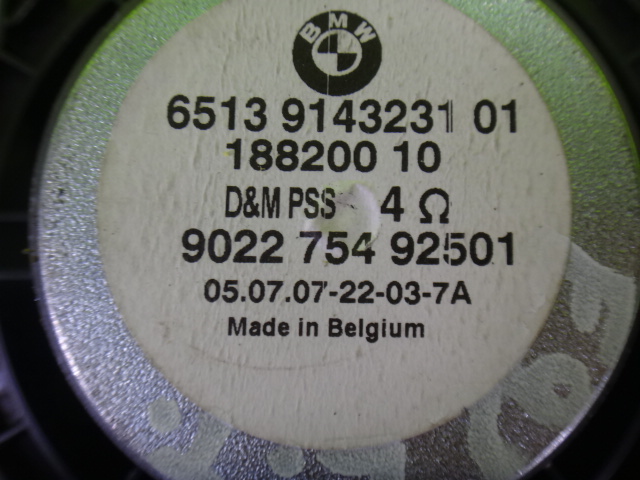 BMW
6513 9143231 01
188200 10
D&M PSS 4 Ω
9022 754 92501
05.07.07-22-03-7A
Made in Belgium